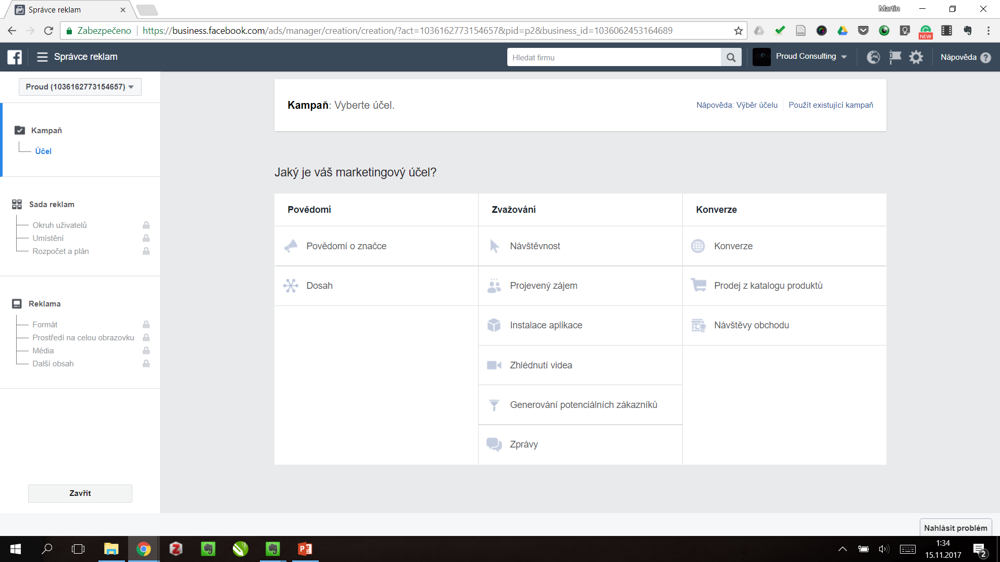 Správce reklam
Martin
Zabezpečeno
https://business.facebook.com/ads/manager/creation/creation/?act=1036162773154657&pid=p2&business_id=1036062453164689
NEW
Správce reklam
Hledat firmu
Proud Consulting
Nápověda
Proud (1036162773154657)
Kampaň
Účel
Sada reklam
Okruh uživatelů
Umístění
Rozpočet a plán
Reklama
Formát
Prostředí na celou obrazovku
Média
Další obsah
Zavřít
Kampaň: Vyberte účel.
Nápověda: Výběr účelu
Použít existující kampaň
Jaký je váš marketingový účel?
Povědomí
Povědomí o značce
Dosah
Zvažování
Návštěvnost
Projevený zájem
Instalace aplikace
Zhlédnutí videa
Generování potenciálních zákazníků
Zprávy
Konverze
Konverze
Prodej z katalogu produktů
Návštěvy obchodu
Nahlásit problém
1:34
15.11.2017
2